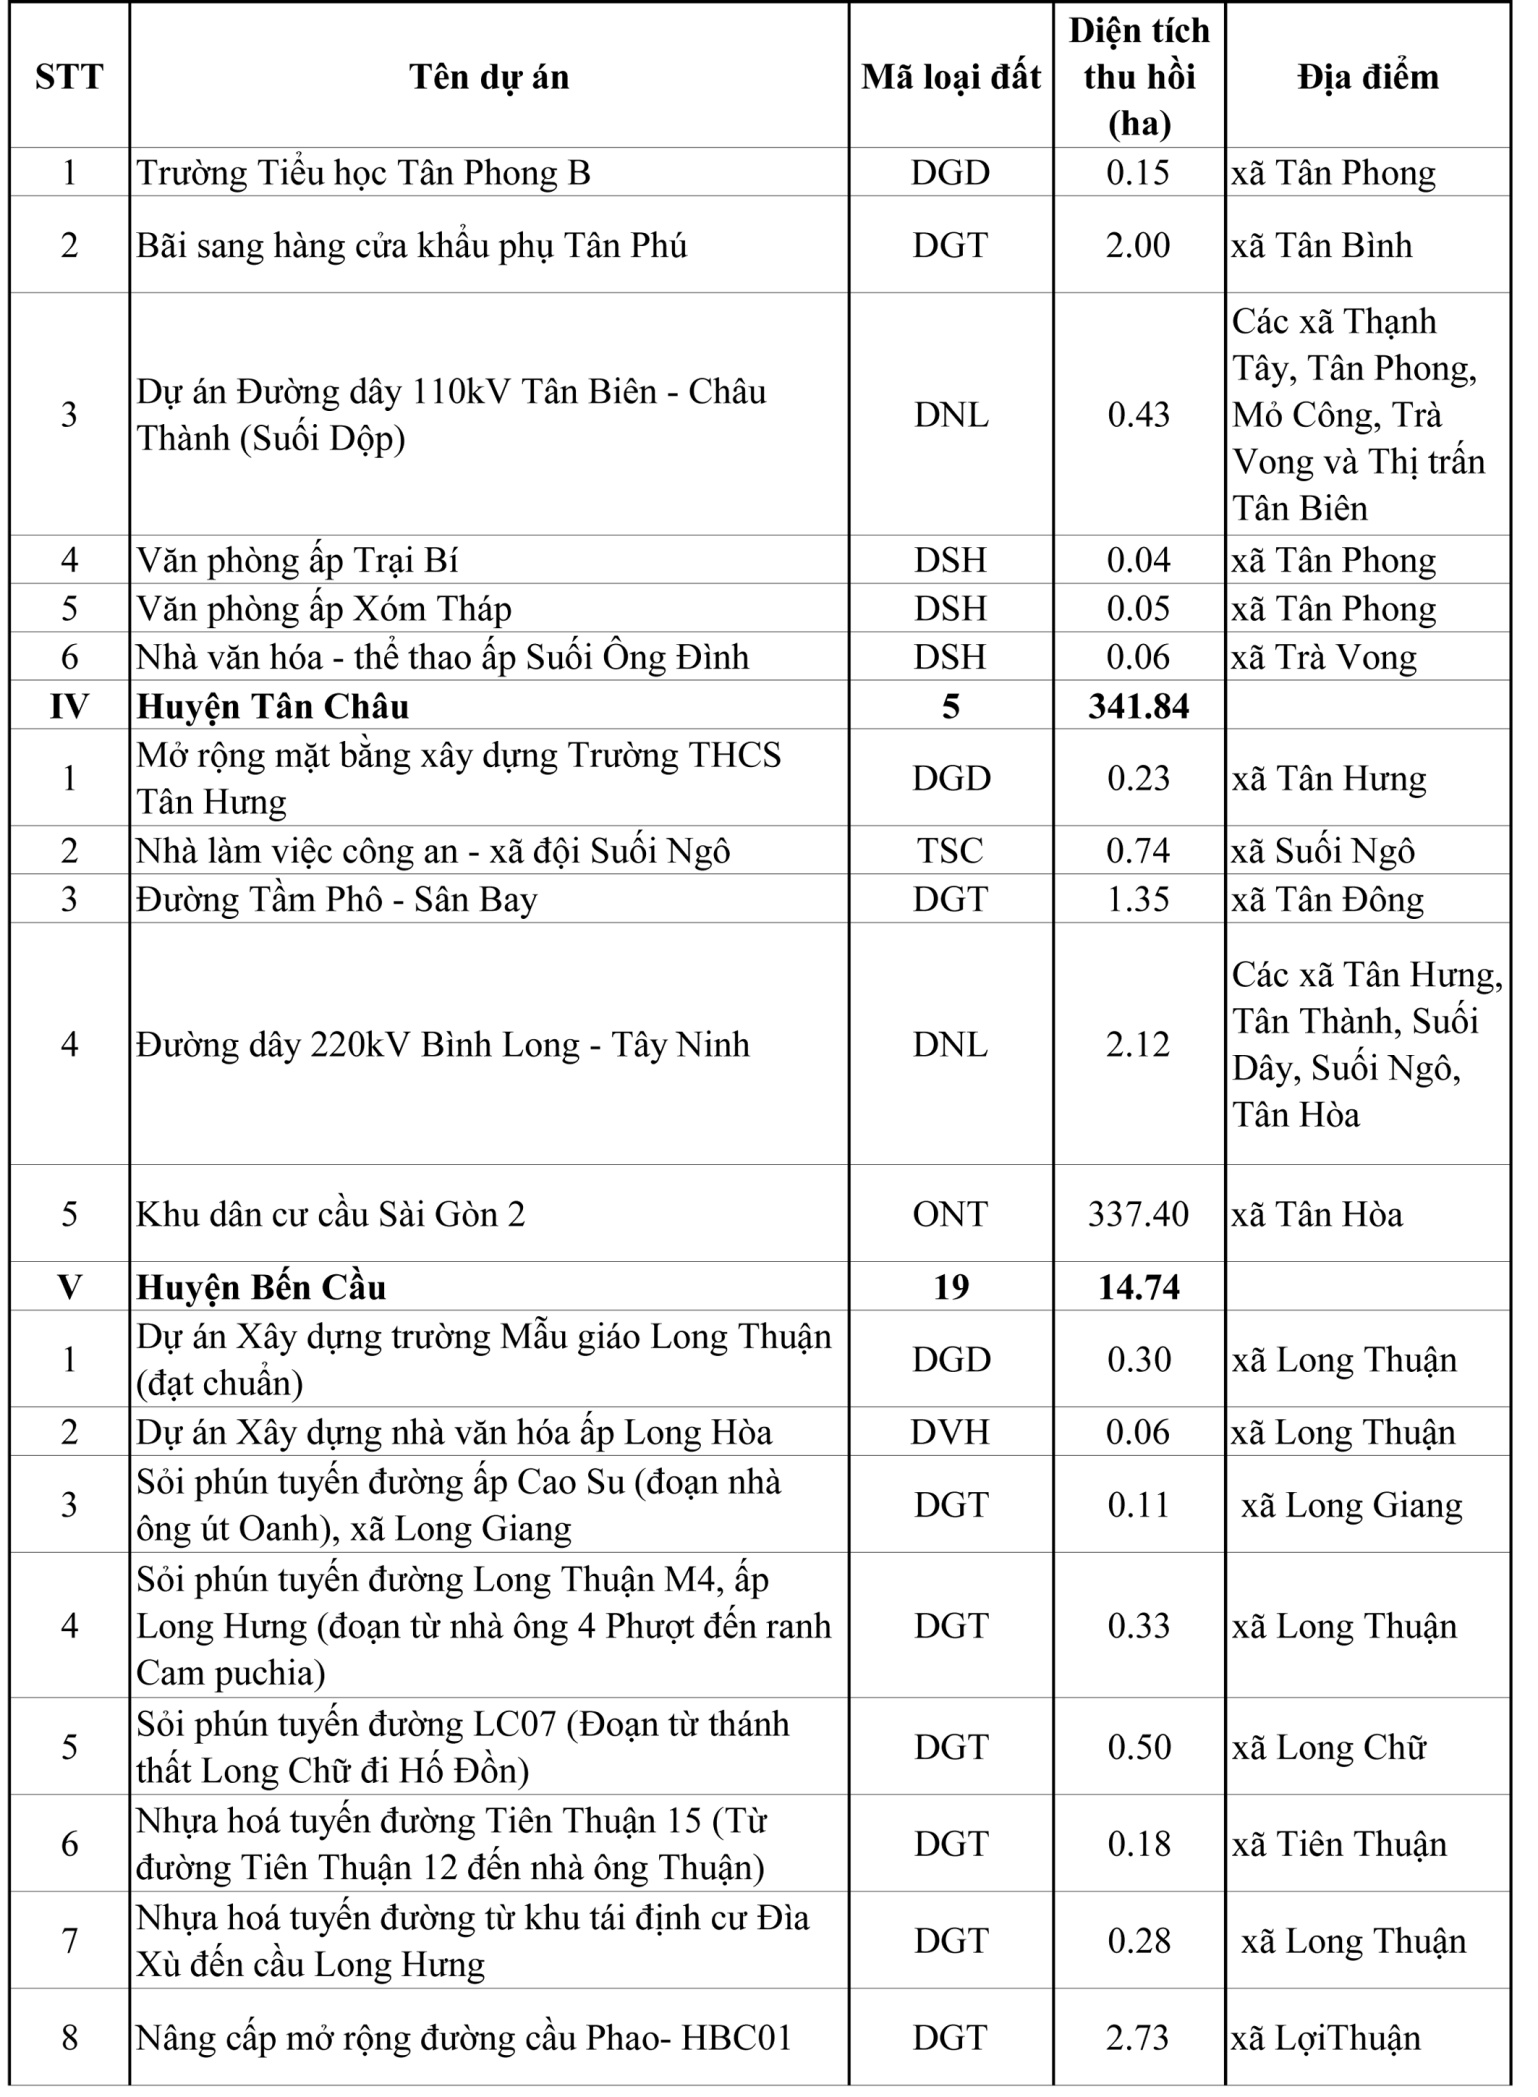 STT Tên dự án Mã loại đất Diện tích thu hồi (ha) Địa điểm
1 Trường Tiểu học Tân Phong B DGD 0.15 xã Tân Phong
2 Bãi sang hàng cửa khẩu phụ Tân Phú DGT 2.00 xã Tân Bình
3 Dự án Đường dây 110kV Tân Biên - Châu
Thành (Suối Dộp) DNL 0.43 Các xã Thạnh
Tây, Tân Phong,
Mỏ Công, Trà
Vong và Thị trấn
Tân Biên
4 Văn phòng ấp Trại Bí DSH 0.04 xã Tân Phong
5 Văn phòng ấp Xóm Tháp DSH 0.05 xã Tân Phong
6 Nhà văn hóa - thể thao ấp Suối Ông Đình DSH 0.06 xã Trà Vong
IV Huyện Tân Châu 5 341.84
1 Mở rộng mặt bằng xây dựng Trường THCS
Tân Hưng DGD 0.23 xã Tân Hưng
2 Nhà làm việc công an - xã đội Suối Ngô TSC 0.74 xã Suối Ngô
3 Đường Tầm Phô - Sân Bay DGT 1.35 xã Tân Đông
4 Đường dây 220kV Bình Long - Tây Ninh DNL 2.12 Các xã Tân Hưng,
Tân Thành, Suối
Dây, Suối Ngô,
Tân Hòa
5 Khu dân cư cầu Sài Gòn 2 ONT 337.40 xã Tân Hòa
V Huyện Bến Cầu 19 14.74
1 Dự án Xây dựng trường Mẫu giáo Long Thuận
(đạt chuẩn) DGD 0.30 xã Long Thuận
2 Dự án Xây dựng nhà văn hóa ấp Long Hòa DVH 0.06 xã Long Thuận
3 Sỏi phún tuyến đường ấp Cao Su (đoạn nhà
ông út Oanh), xã Long Giang DGT 0.11 xã Long Giang
4 Sỏi phún tuyến đường Long Thuận M4, ấp
Long Hưng (đoạn từ nhà ông 4 Phượt đến ranh
Cam puchia) DGT 0.33 xã Long Thuận
5 Sỏi phún tuyến đường LC07 (Đoạn từ thánh
thất Long Chữ đi Hố Đồn) DGT 0.50 xã Long Chữ
6 Nhựa hoá tuyến đường Tiên Thuận 15 (Từ
đường Tiên Thuận 12 đến nhà ông Thuận) DGT 0.18 xã Tiên Thuận
7 Nhựa hoá tuyến đường từ khu tái định cư Đìa
Xù đến cầu Long Hưng DGT 0.28 xã Long Thuận
8 Nâng cấp mở rộng đường cầu Phao- HBC01 DGT 2.73 xã LợiThuận